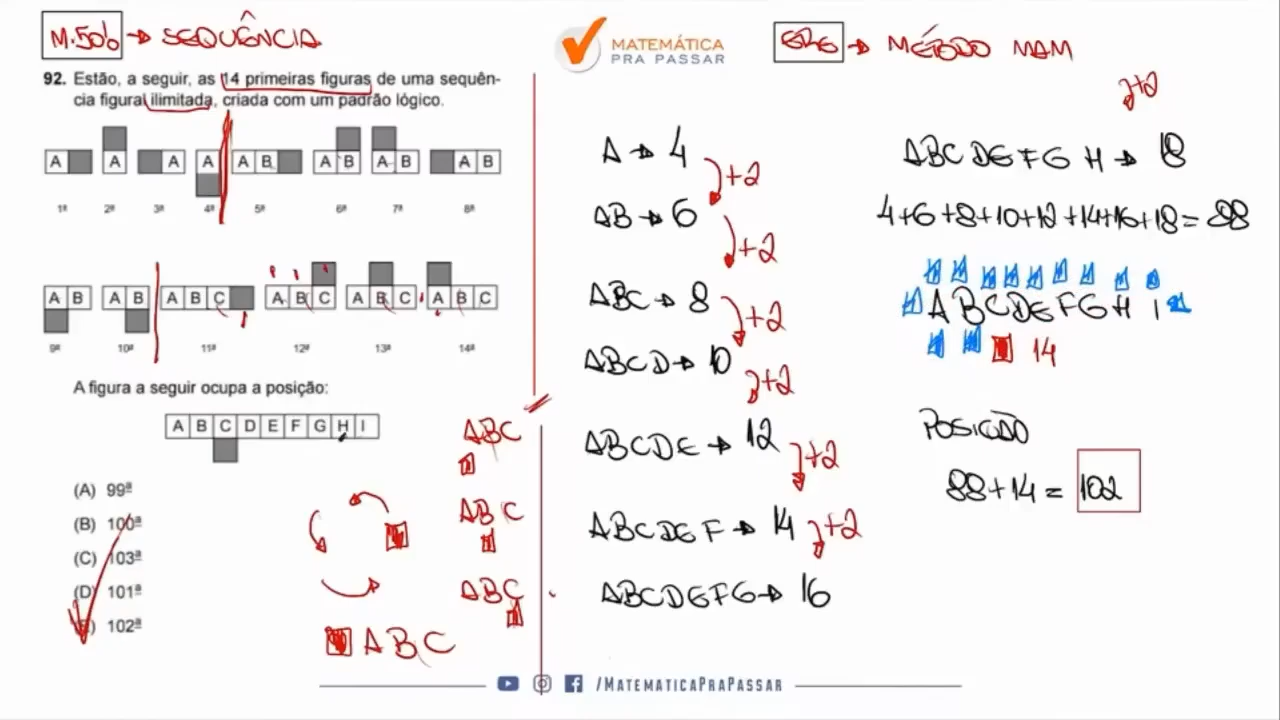 M.50% → SEQUÊNCIA
MATEMÁTICA
PRA PASSAR
→ MÉTODO MAM
92. Estão, a seguir, as 14 primeiras figuras de uma sequên-
cia figural ilimitada, criada com um padrão lógico.
A A A A A B A B A B A B
1ª 2ª 3ª 4ª 5ª 6ª 7ª 8ª
A B A B A B C A B C A B C A B C
9ª 10ª 11ª 12ª 13ª 14ª
A figura a seguir ocupa a posição:
A B C D E F G H I
(A) 99ª
(B) 100ª
(C) 103ª
(D) 101ª
102ª
ABC
ABC
ABC
ABC
A → 4
+2
AB → 6
+2
ABC → 8
+2
ABCD → 10
+2
ABCDE → 12
+2
ABCDEF → 14
+2
ABCDEFG → 16
+2
ABCDEFGH → 18
4+6+8+10+12+14+16+18=88
ABCDEFGHI
14
POSIÇÃO
88+14=102
/MATEMATICAPRAPASSAR